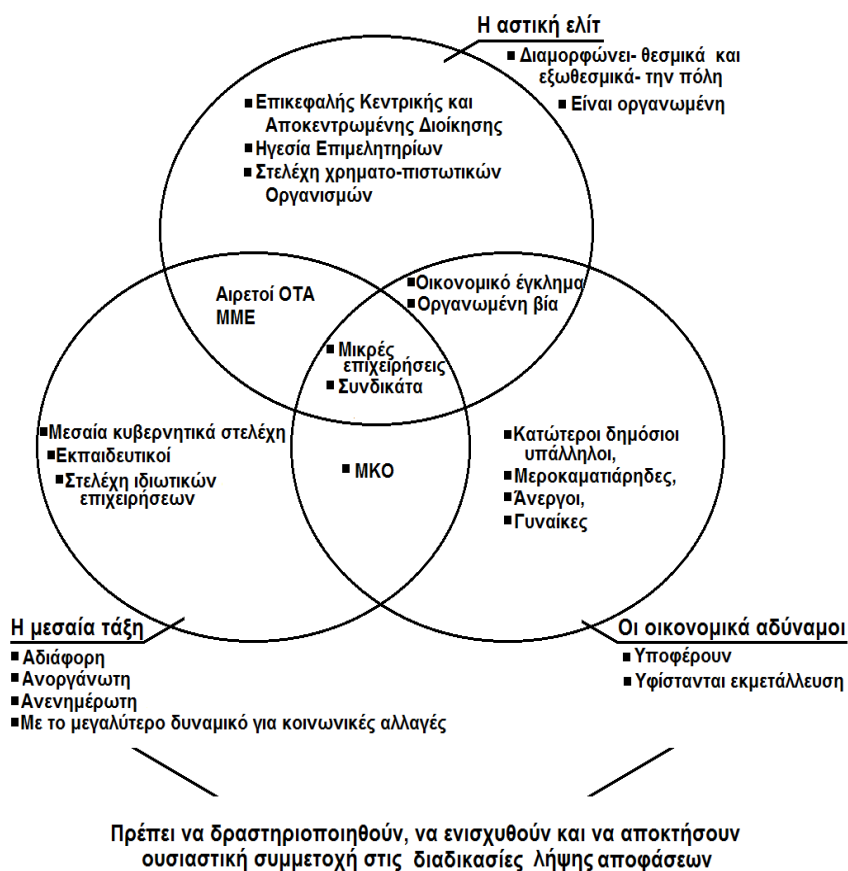 Η αστική ελίτ
▪ Διαμορφώνει- θεσμικά και
εξωθεσμικά- την πόλη
▪ Είναι οργανωμένη
▪ Επικεφαλής Κεντρικής και
Αποκεντρωμένης Διοίκησης
▪ Ηγεσία Επιμελητηρίων
▪ Στελέχη χρηματο-πιστωτικών
Οργανισμών
Αιρετοί ΟΤΑ
ΜΜΕ
▪ Οικονομικό έγκλημα
▪ Οργανωμένη βία
▪ Μικρές
επιχειρήσεις
▪ Συνδικάτα
▪ Μεσαία κυβερνητικά στελέχη
▪ Εκπαιδευτικοί
▪ Στελέχη ιδιωτικών
επιχειρήσεων
▪ ΜΚΟ
▪ Κατώτεροι δημόσιοι
υπάλληλοι,
▪ Μεροκαματιάρηδες,
▪ Άνεργοι,
▪ Γυναίκες
Η μεσαία τάξη
▪ Αδιάφορη
▪ Ανοργάνωτη
▪ Ανενημέρωτη
▪ Με το μεγαλύτερο δυναμικό για κοινωνικές αλλαγές
Οι οικονομικά αδύναμοι
▪ Υποφέρουν
▪ Υφίστανται εκμετάλλευση
Πρέπει να δραστηριοποιηθούν, να ενισχυθούν και να αποκτήσουν
ουσιαστική συμμετοχή στις διαδικασίες λήψης αποφάσεων